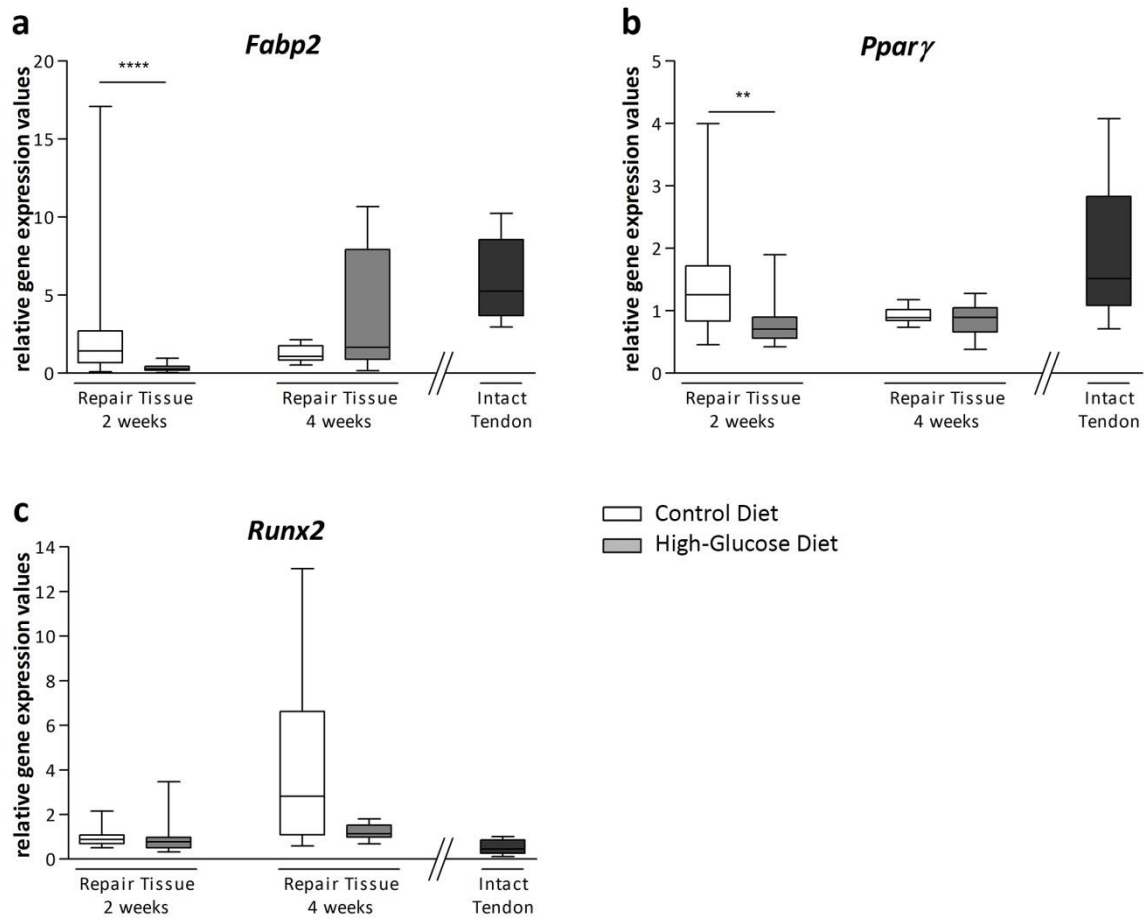 a
Fabp2
relative gene expression values
20
15
10
5
0
****
Repair Tissue
2 weeks
Repair Tissue
4 weeks
Intact
Tendon
b
Pparγ
relative gene expression values
5
4
3
2
1
0
**
Repair Tissue
2 weeks
Repair Tissue
4 weeks
Intact
Tendon
c
Runx2
relative gene expression values
14
12
10
8
6
4
2
0
Repair Tissue
2 weeks
Repair Tissue
4 weeks
Intact
Tendon
Control Diet
High-Glucose Diet